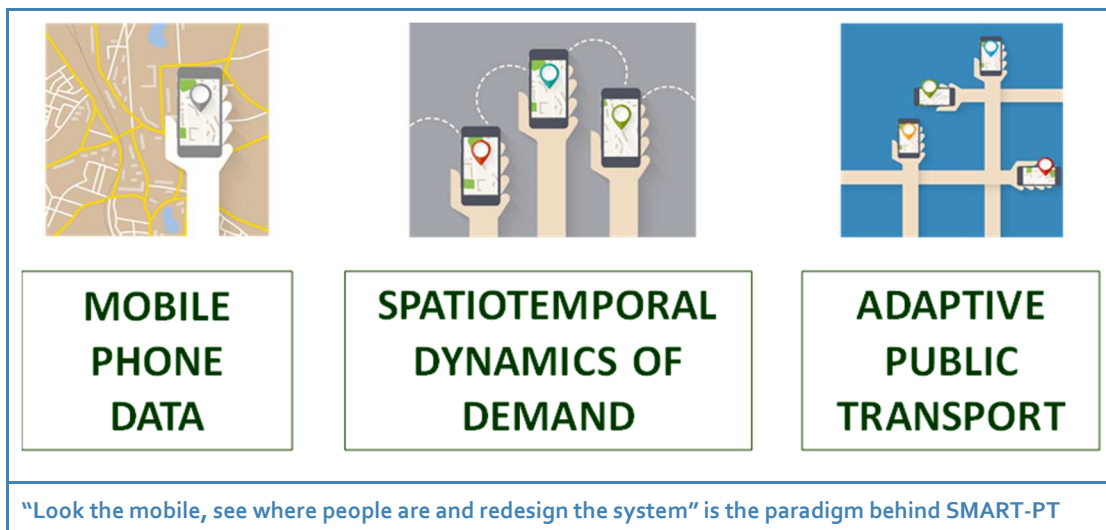 MOBILE
PHONE
DATA
SPATIOTEMPORAL
DYNAMICS OF
DEMAND
ADAPTIVE
PUBLIC
TRANSPORT
“Look the mobile, see where people are and redesign the system” is the paradigm behind SMART-PT